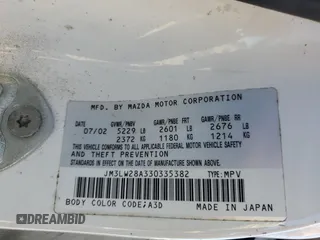 MFD. BY MAZDA MOTOR CORPORATION
DATE GVWR/PNBE GAWR/PNBE FRT GAWR/PNBE RR
07/02 5229 LB 2601 LB 2676 LB
2372 KG 1180 KG 1214 KG
THIS VEHICLE CONFORMS TO ALL
APPLICABLE FEDERAL MOTOR VEHICLE SAFETY
AND THEFT PREVENTION
STANDARDS IN EFFECT ON THE DATE OF MANUFACTURE SHOWN ABOVE.
JM3LW28A330335382 TYPE:MPV
BODY COLOR CODE:A3D MADE IN JAPAN
DREAMBID